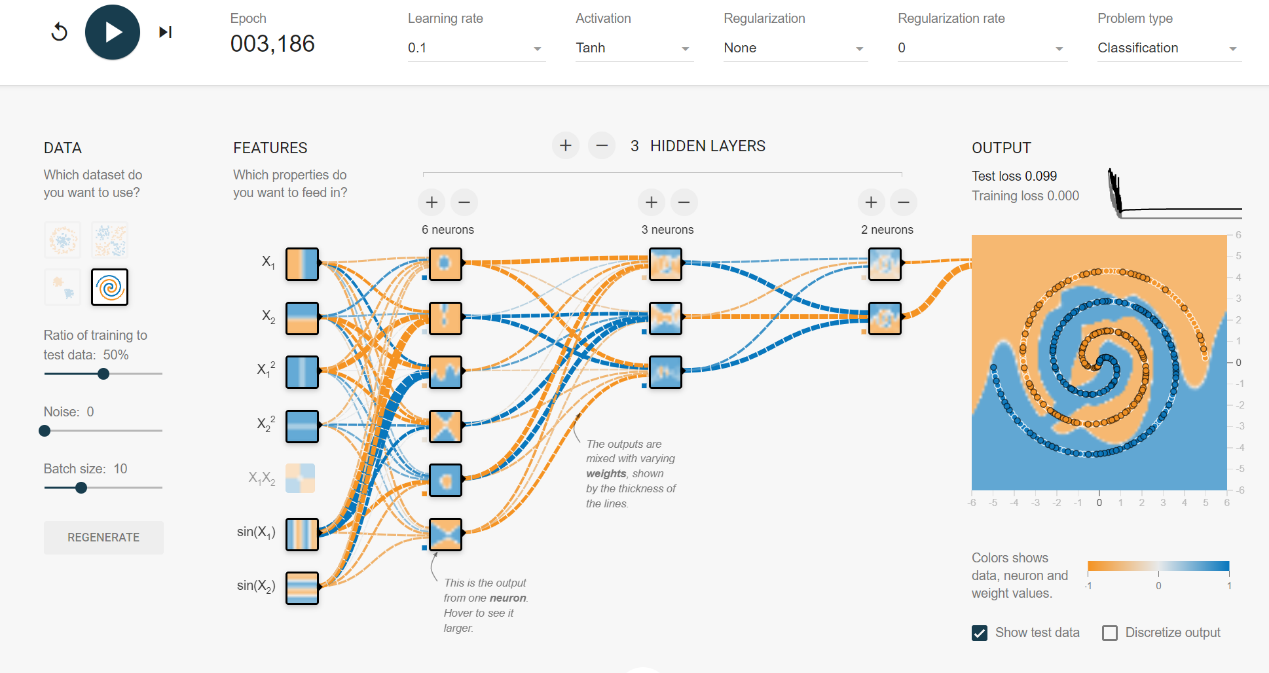 Epoch
003,186
Learning rate
0.1
Activation
Tanh
Regularization
None
Regularization rate
0
Problem type
Classification
DATA
Which dataset do
you want to use?
Ratio of training to
test data: 50%
Noise: 0
Batch size: 10
REGENERATE
FEATURES
Which properties do
you want to feed in?
X₁
X₂
X₁²
X₂²
X₁X₂
sin(X₁)
sin(X₂)
+ − 3 HIDDEN LAYERS
+ −
6 neurons
+ −
3 neurons
+ −
2 neurons
The outputs are
mixed with varying
weights, shown
by the thickness of
the lines.
This is the output
from one neuron.
Hover to see it
larger.
OUTPUT
Test loss 0.099
Training loss 0.000
6
5
4
3
2
1
0
-1
-2
-3
-4
-5
-6
-6 -5 -4 -3 -2 -1 0 1 2 3 4 5 6
Colors shows
data, neuron and
weight values.
-1 0 1
Show test data
Discretize output